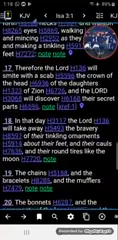 1:18
KJV Isa 3:1 KJV
H8765 eyes H5869, walking
and mincing H2952 as they
and making a tinkling H5913
feet H7272: note note
17 Therefore the Lord H136 will
smite with a scab H5596 the crown
of the head H6936 of the daughters
H1323 of Zion H6726, and the LORD
H3068 will discover H6168 their secret
parts H6596. note
18 In that day H3117 the Lord H136
will take away H5493 the bravery
H8597 of their tinkling ornaments
H5914 about their feet, and their cauls
H7636, and their round tires like the
moon H7720, note
19 The chains H5188, and the
bracelets H8285, and the mufflers
H7479, note note
20 The bonnets H6287, and the